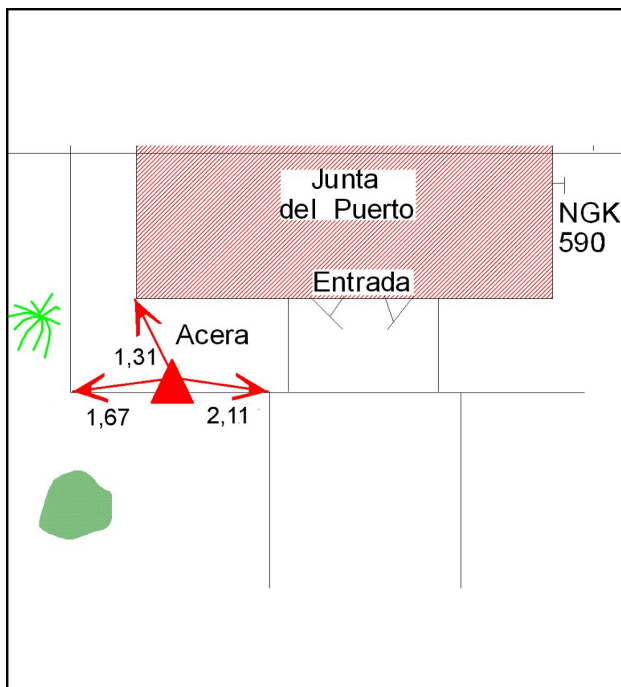 Junta
del Puerto
NGK
590
Entrada
Acera
1,31
1,67
2,11